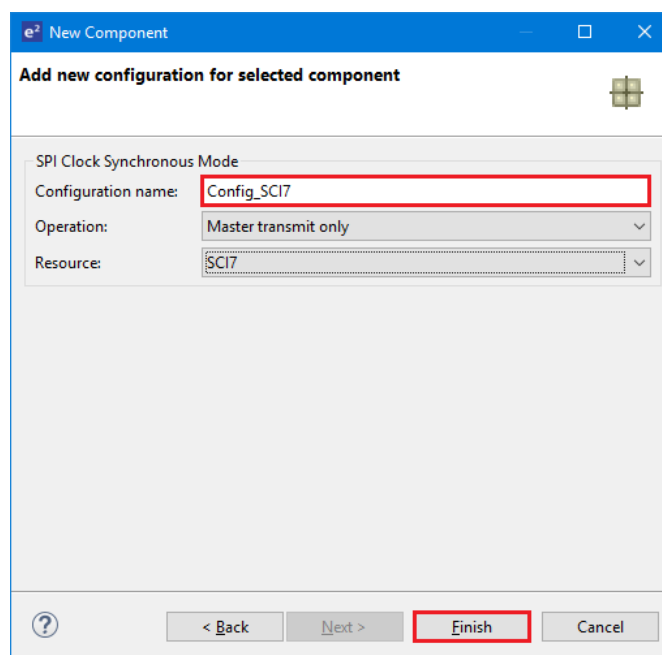 e² New Component
Add new configuration for selected component
SPI Clock Synchronous Mode
Configuration name: Config_SCI7
Operation: Master transmit only
Resource: SCI7
? < Back Next > Finish Cancel